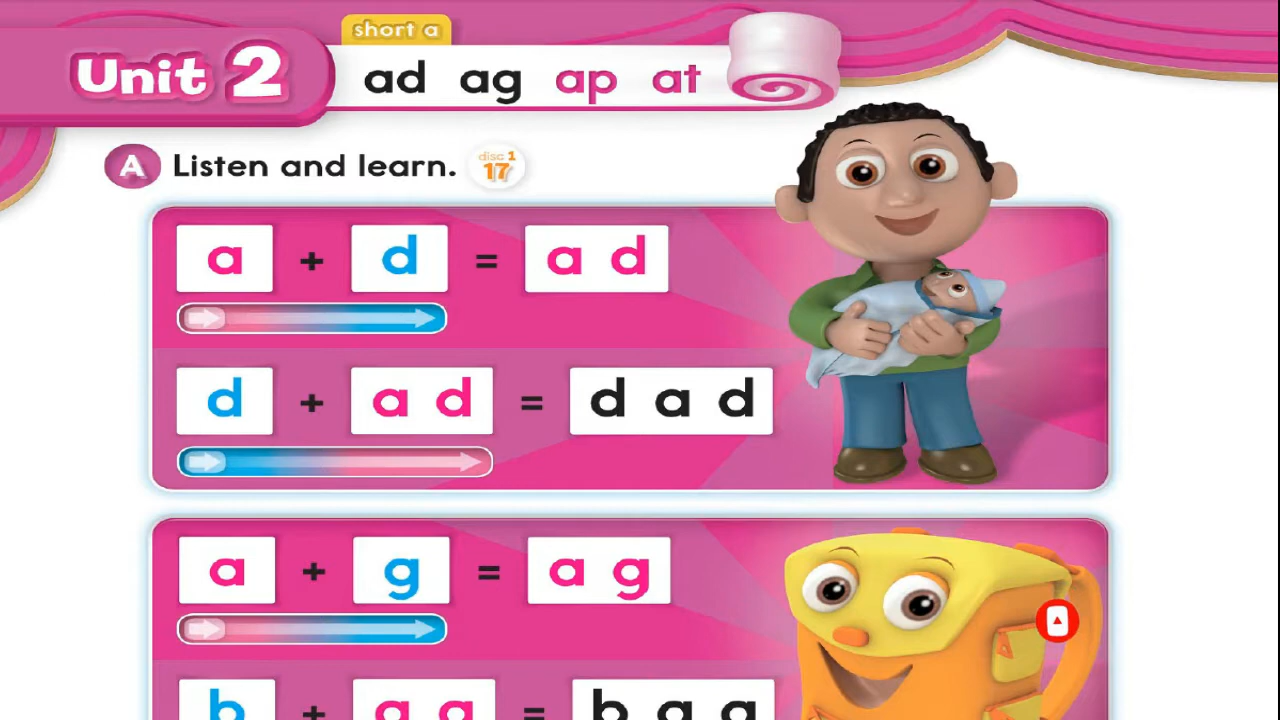 short a
Unit 2
ad ag ap at
A Listen and learn. disc 1 17
a + d = a d
d + a d = d a d
a + g = a g
b + a g = b a g